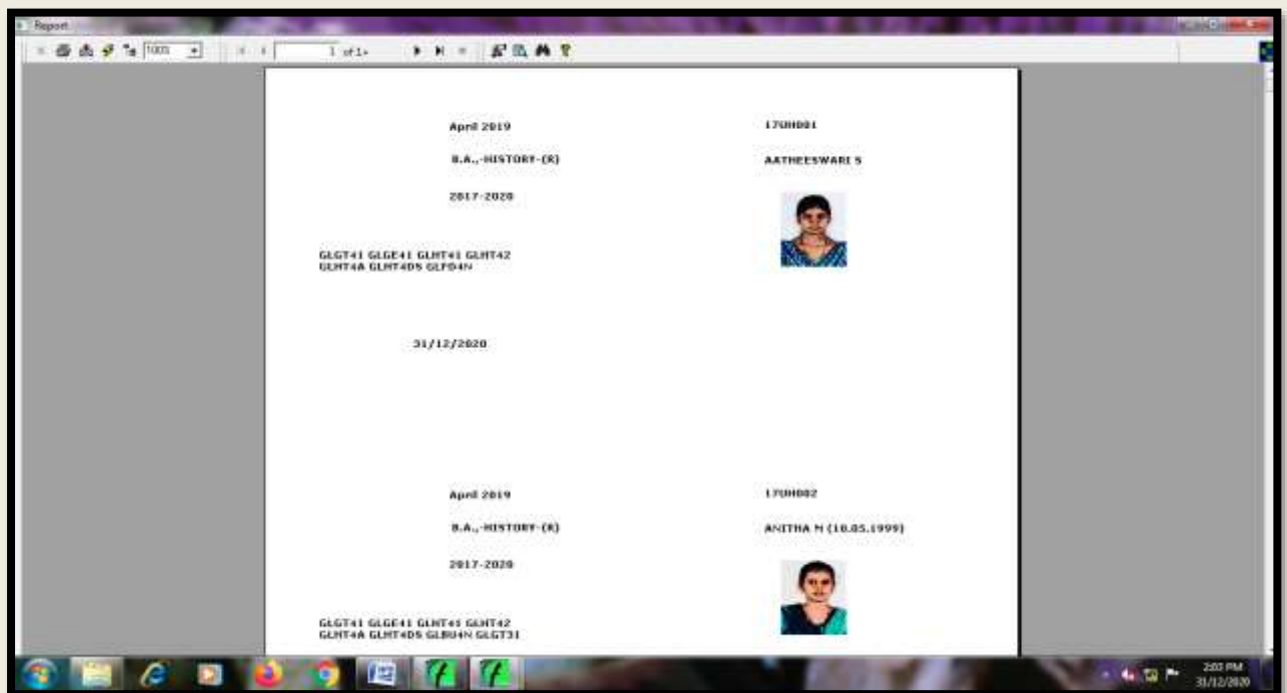 Report
100%
1 of 1+
April 2019
17UH001
B.A.,-HISTORY-(R)
AATHEESWARI S
2017-2020
GLGT41 GLGE41 GLHT41 GLHT42
GLHT4A GLHT4DS GLFD4N
31/12/2020
April 2019
17UH002
B.A.,-HISTORY-(R)
ANITHA M (10.05.1999)
2017-2020
GLGT41 GLGE41 GLHT41 GLHT42
GLHT4A GLHT4DS GLBU4N GLGT31
2:03 PM
31/12/2020